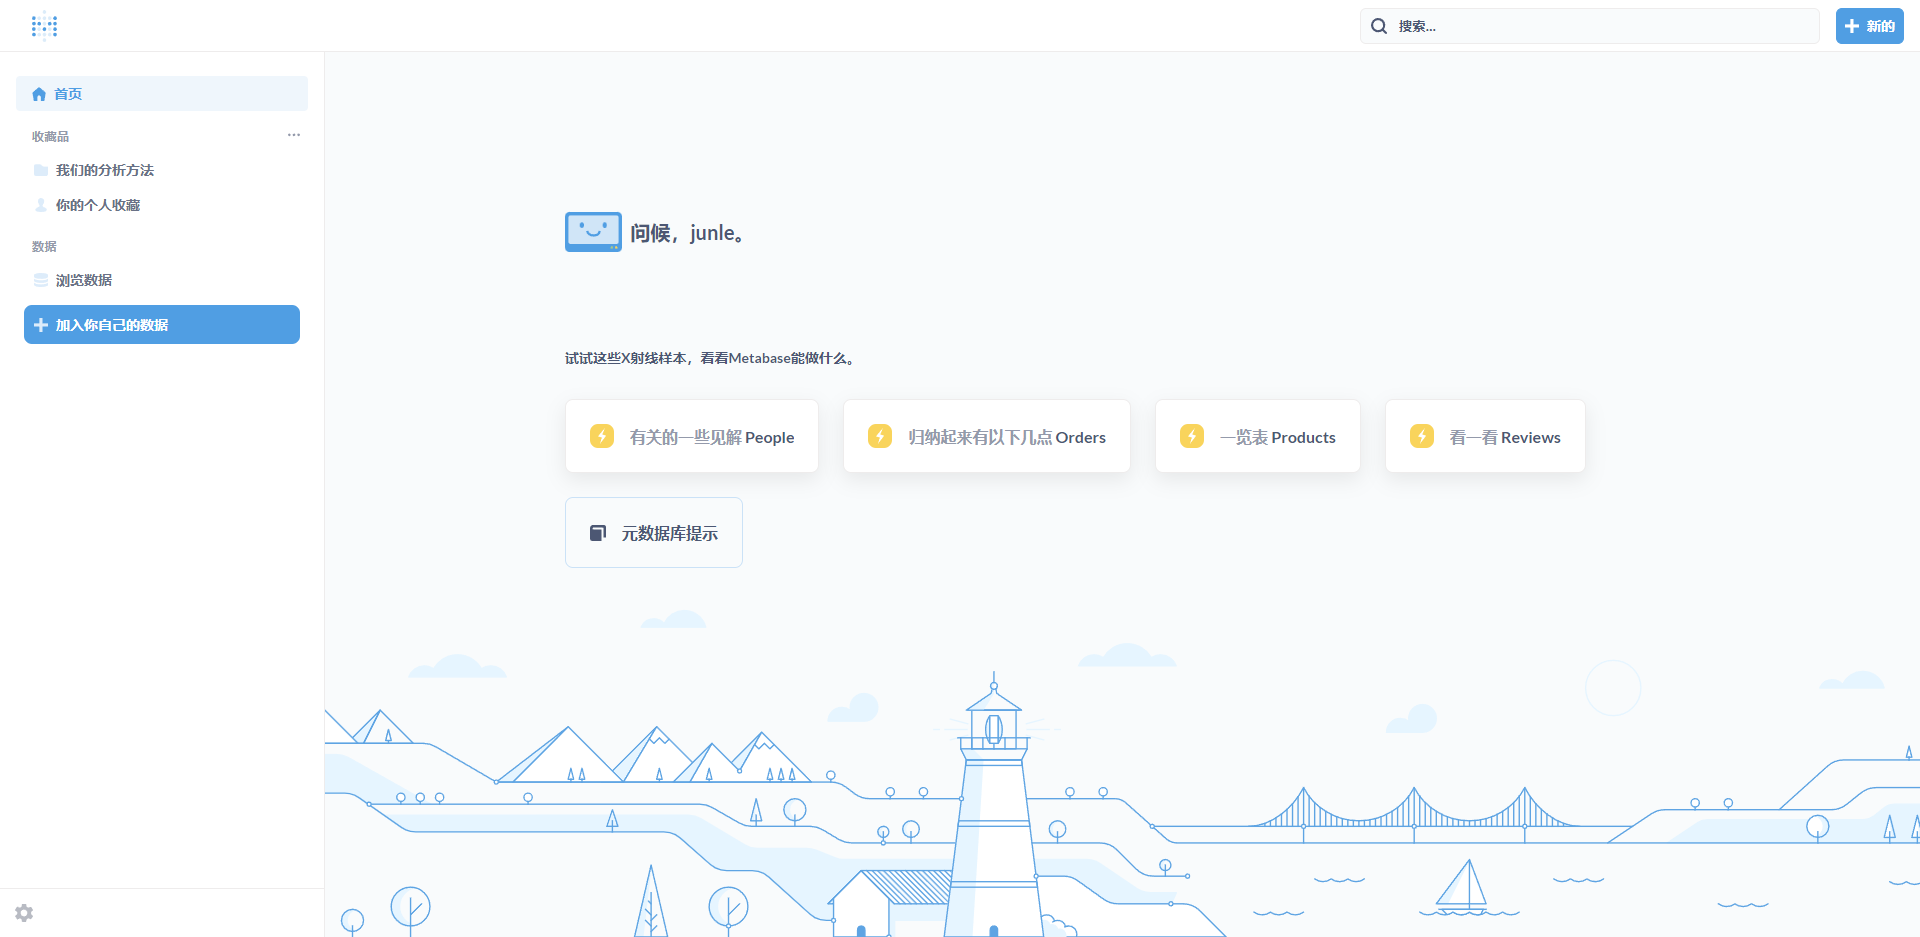 搜索...
新的
首页
收藏品
我们的分析方法
你的个人收藏
数据
浏览数据
加入你自己的数据
问候，junle。
试试这些X射线样本，看看Metabase能做什么。
有关的一些见解 People
归纳起来有以下几点 Orders
一览表 Products
看一看 Reviews
元数据库提示